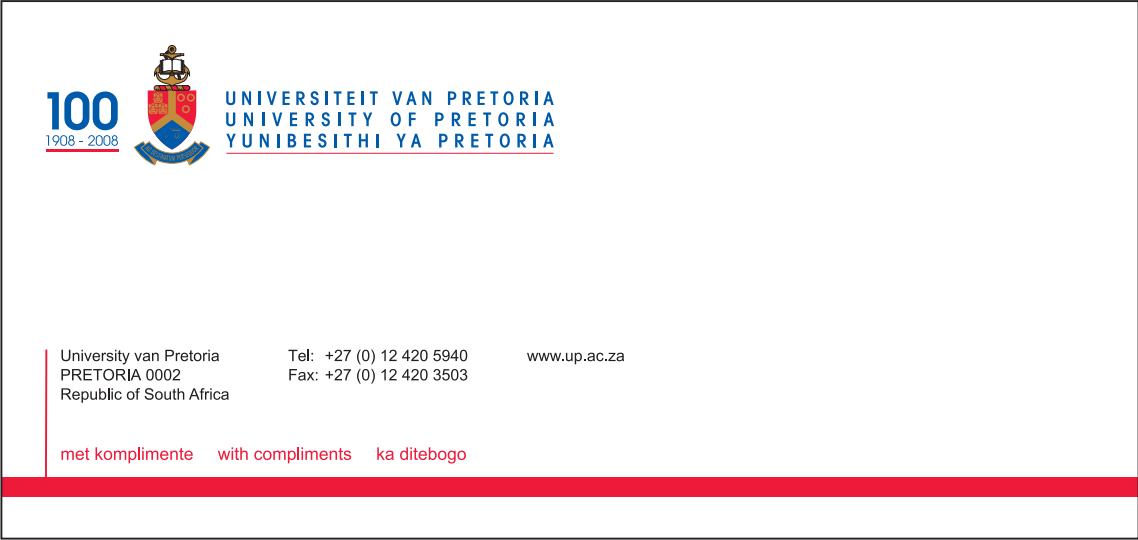 100
1908 - 2008
UNIVERSITEIT VAN PRETORIA
UNIVERSITY OF PRETORIA
YUNIBESITHI YA PRETORIA
University van Pretoria
PRETORIA 0002
Republic of South Africa
Tel: +27 (0) 12 420 5940
Fax: +27 (0) 12 420 3503
www.up.ac.za
met komplimente with compliments ka ditebogo